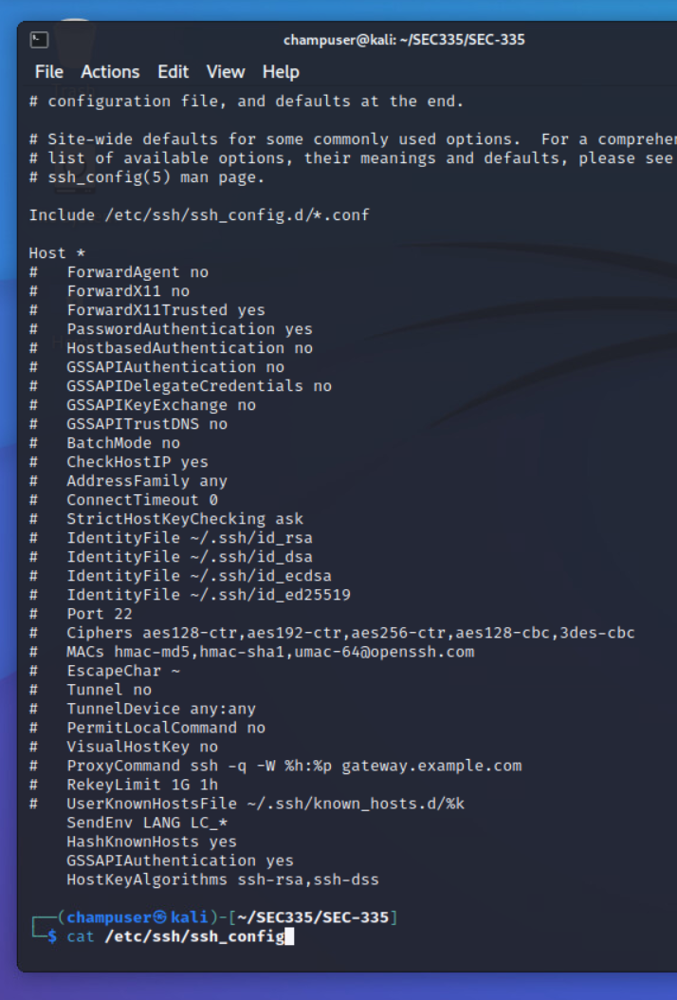 champuser@kali: ~/SEC335/SEC-335
File Actions Edit View Help
# configuration file, and defaults at the end.
# Site-wide defaults for some commonly used options.  For a comprehen
# list of available options, their meanings and defaults, please see
# ssh_config(5) man page.
Include /etc/ssh/ssh_config.d/*.conf
Host *
#   ForwardAgent no
#   ForwardX11 no
#   ForwardX11Trusted yes
#   PasswordAuthentication yes
#   HostbasedAuthentication no
#   GSSAPIAuthentication no
#   GSSAPIDelegateCredentials no
#   GSSAPIKeyExchange no
#   GSSAPITrustDNS no
#   BatchMode no
#   CheckHostIP yes
#   AddressFamily any
#   ConnectTimeout 0
#   StrictHostKeyChecking ask
#   IdentityFile ~/.ssh/id_rsa
#   IdentityFile ~/.ssh/id_dsa
#   IdentityFile ~/.ssh/id_ecdsa
#   IdentityFile ~/.ssh/id_ed25519
#   Port 22
#   Ciphers aes128-ctr,aes192-ctr,aes256-ctr,aes128-cbc,3des-cbc
#   MACs hmac-md5,hmac-sha1,umac-64@openssh.com
#   EscapeChar ~
#   Tunnel no
#   TunnelDevice any:any
#   PermitLocalCommand no
#   VisualHostKey no
#   ProxyCommand ssh -q -W %h:%p gateway.example.com
#   RekeyLimit 1G 1h
#   UserKnownHostsFile ~/.ssh/known_hosts.d/%k
    SendEnv LANG LC_*
    HashKnownHosts yes
    GSSAPIAuthentication yes
    HostKeyAlgorithms ssh-rsa,ssh-dss
┌──(champuser㉿kali)-[~/SEC335/SEC-335]
└─$ cat /etc/ssh/ssh_config